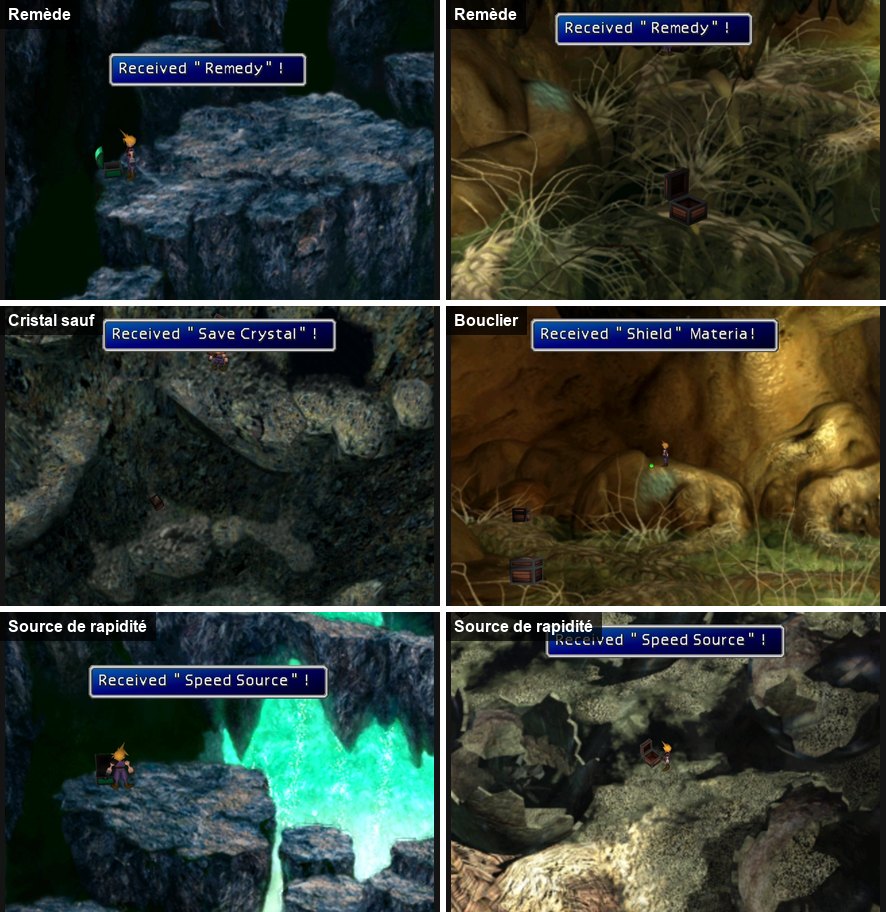 Remède
Received "Remedy" !
Remède
Received "Remedy" !
Cristal sauf
Received "Save Crystal" !
Bouclier
Received "Shield" Materia!
Source de rapidité
Received "Speed Source" !
Source de rapidité
Received "Speed Source" !